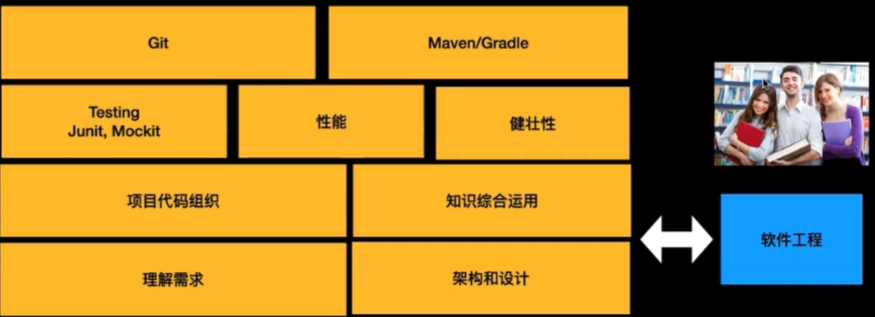 Git
Maven/Gradle
Testing
Junit, Mockit
性能
健壮性
项目代码组织
知识综合运用
理解需求
架构和设计
软件工程